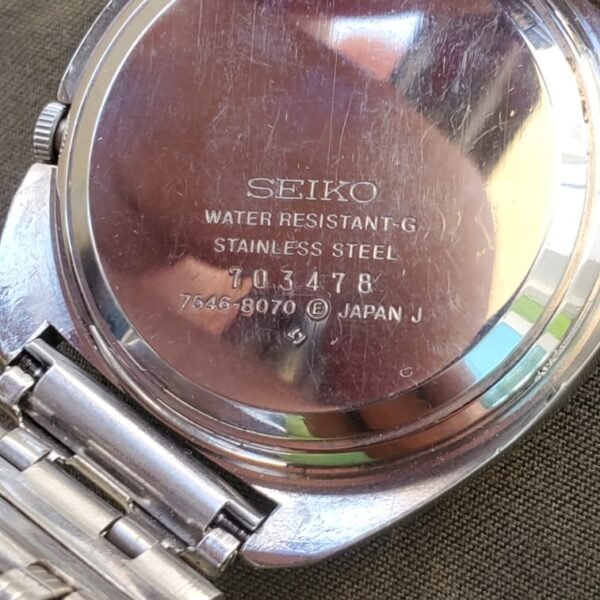 SEIKO
WATER RESISTANT-G
STAINLESS STEEL
703478
7546-8070 Ⓔ JAPAN J